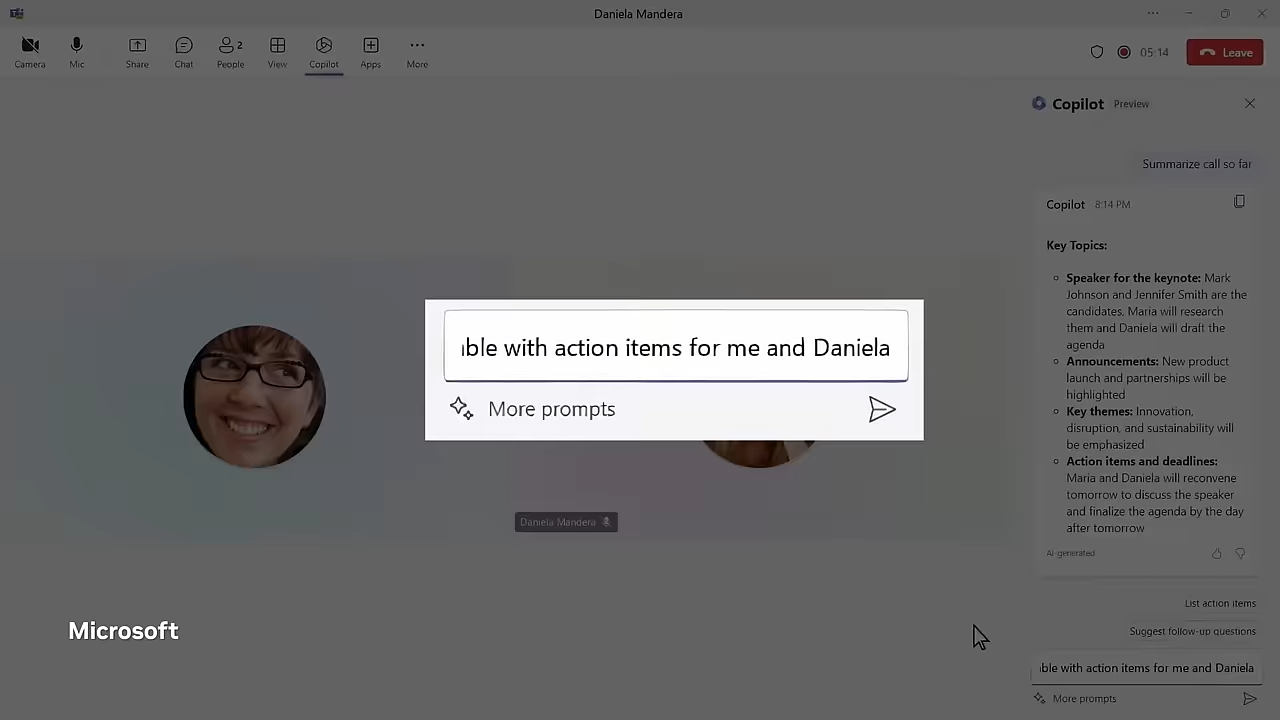 Daniela Mandera
Camera
Mic
Share
Chat
2
People
View
Copilot
Apps
More
05:14
Leave
Copilot Preview
Summarize call so far
Copilot 8:14 PM
Key Topics:
Speaker for the keynote: Mark
Johnson and Jennifer Smith are the
candidates, Maria will research
them and Daniela will draft the
agenda
Announcements: New product
launch and partnerships will be
highlighted
Key themes: Innovation,
disruption, and sustainability will
be emphasized
Action items and deadlines:
Maria and Daniela will reconvene
tomorrow to discuss the speaker
and finalize the agenda by the day
after tomorrow
AI-generated
List action items
Suggest follow-up questions
with action items for me and Daniela
More prompts
with action items for me and Daniela
More prompts
Daniela Mandera
Microsoft